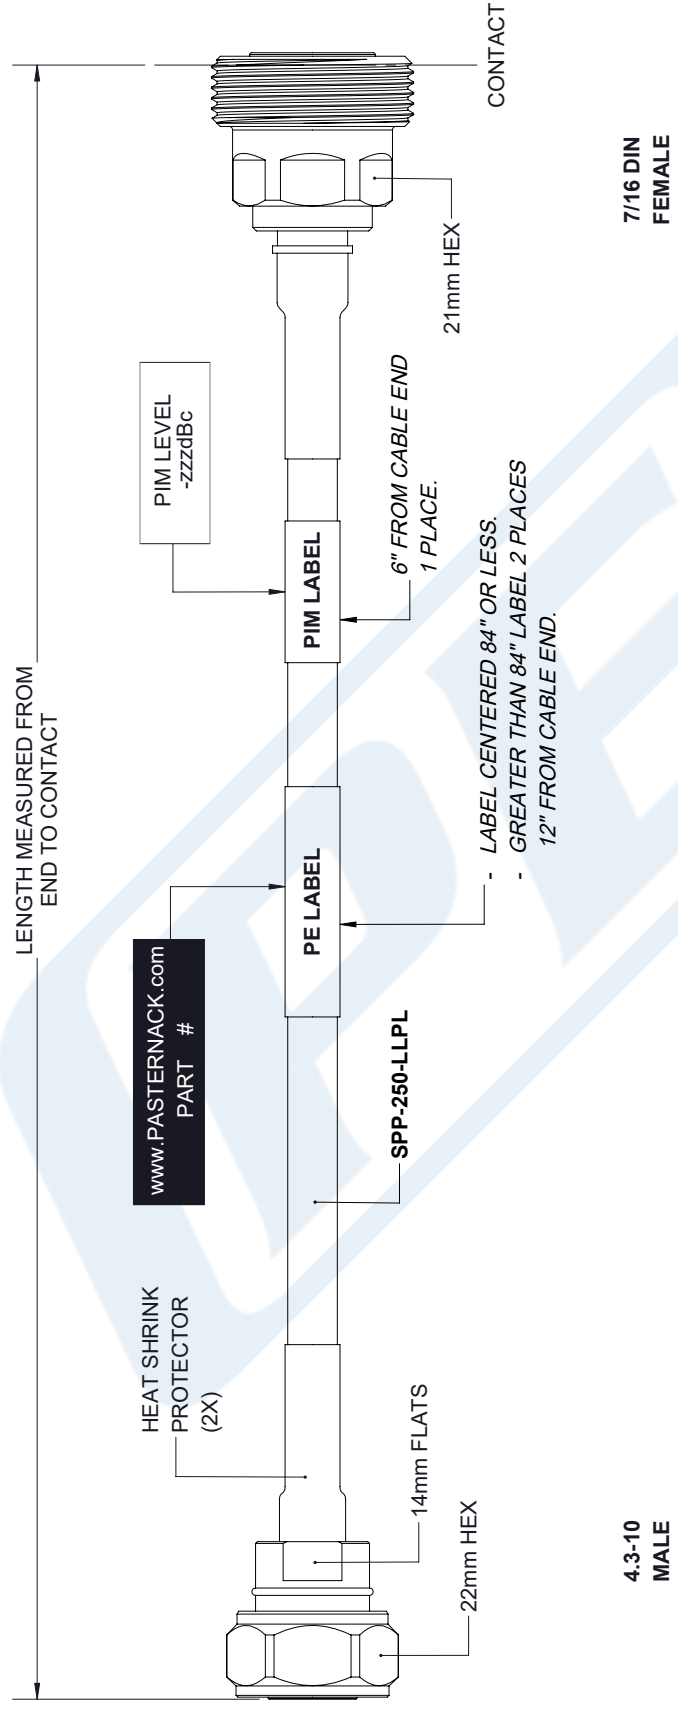 LENGTH MEASURED FROM
END TO CONTACT
HEAT SHRINK
PROTECTOR
(2X)
www.PASTERNACK.com
PART #
PIM LEVEL
-zzzdBc
PE LABEL
PIM LABEL
CONTACT
14mm FLATS
22mm HEX
SPP-250-LLPL
- LABEL CENTERED 84" OR LESS.
- GREATER THAN 84" LABEL 2 PLACES
12" FROM CABLE END.
6" FROM CABLE END
1 PLACE.
21mm HEX
4.3-10
MALE
7/16 DIN
FEMALE